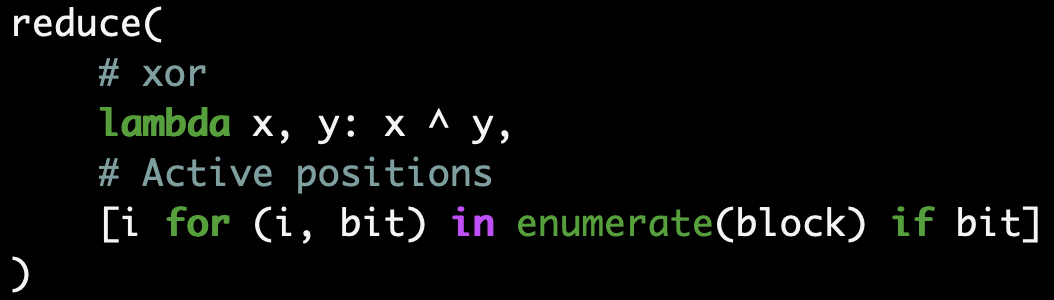 reduce(
    # xor
    lambda x, y: x ^ y,
    # Active positions
    [i for (i, bit) in enumerate(block) if bit]
)